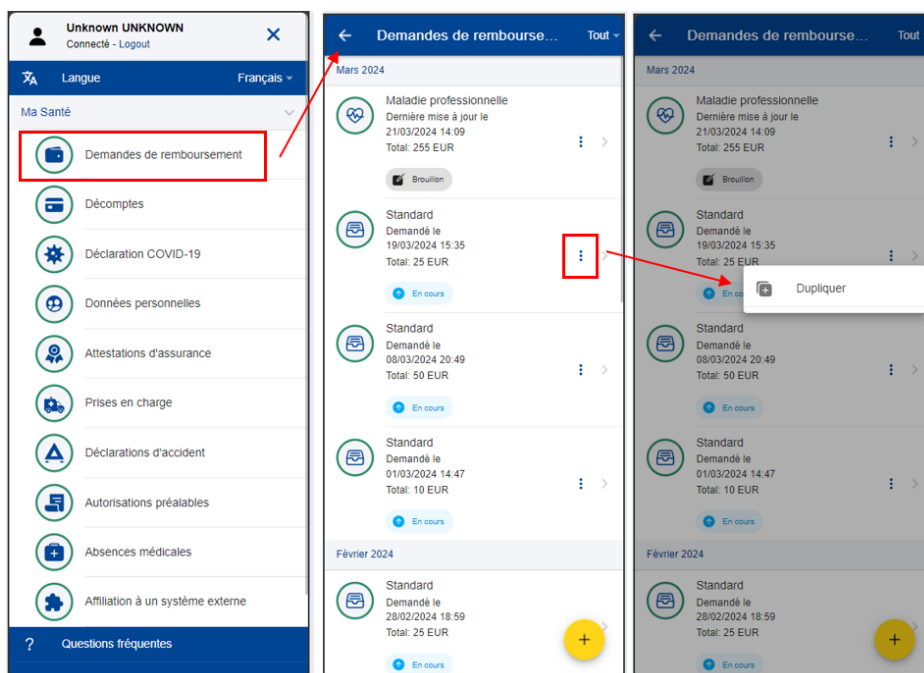 Unknown UNKNOWN
Connecté - Logout
Langue
Français
Ma Santé
Demandes de remboursement
Décomptes
Déclaration COVID-19
Données personnelles
Attestations d'assurance
Prises en charge
Déclarations d'accident
Autorisations préalables
Absences médicales
Affiliation à un système externe
? Questions fréquentes
Demandes de rembourse...
Tout
Mars 2024
Maladie professionnelle
Dernière mise à jour le
21/03/2024 14:09
Total: 255 EUR
Brouillon
Standard
Demandé le
19/03/2024 15:35
Total: 25 EUR
En cours
Standard
Demandé le
08/03/2024 20:49
Total: 50 EUR
En cours
Standard
Demandé le
01/03/2024 14:47
Total: 10 EUR
En cours
Février 2024
Standard
Demandé le
28/02/2024 18:59
Total: 25 EUR
En cours
+
Demandes de rembourse...
Tout
Mars 2024
Maladie professionnelle
Dernière mise à jour le
21/03/2024 14:09
Total: 255 EUR
Brouillon
Standard
Demandé le
19/03/2024 15:35
Total: 25 EUR
En co
Dupliquer
Standard
Demandé le
08/03/2024 20:49
Total: 50 EUR
En cours
Standard
Demandé le
01/03/2024 14:47
Total: 10 EUR
En cours
Février 2024
Standard
Demandé le
28/02/2024 18:59
Total: 25 EUR
En cours
+